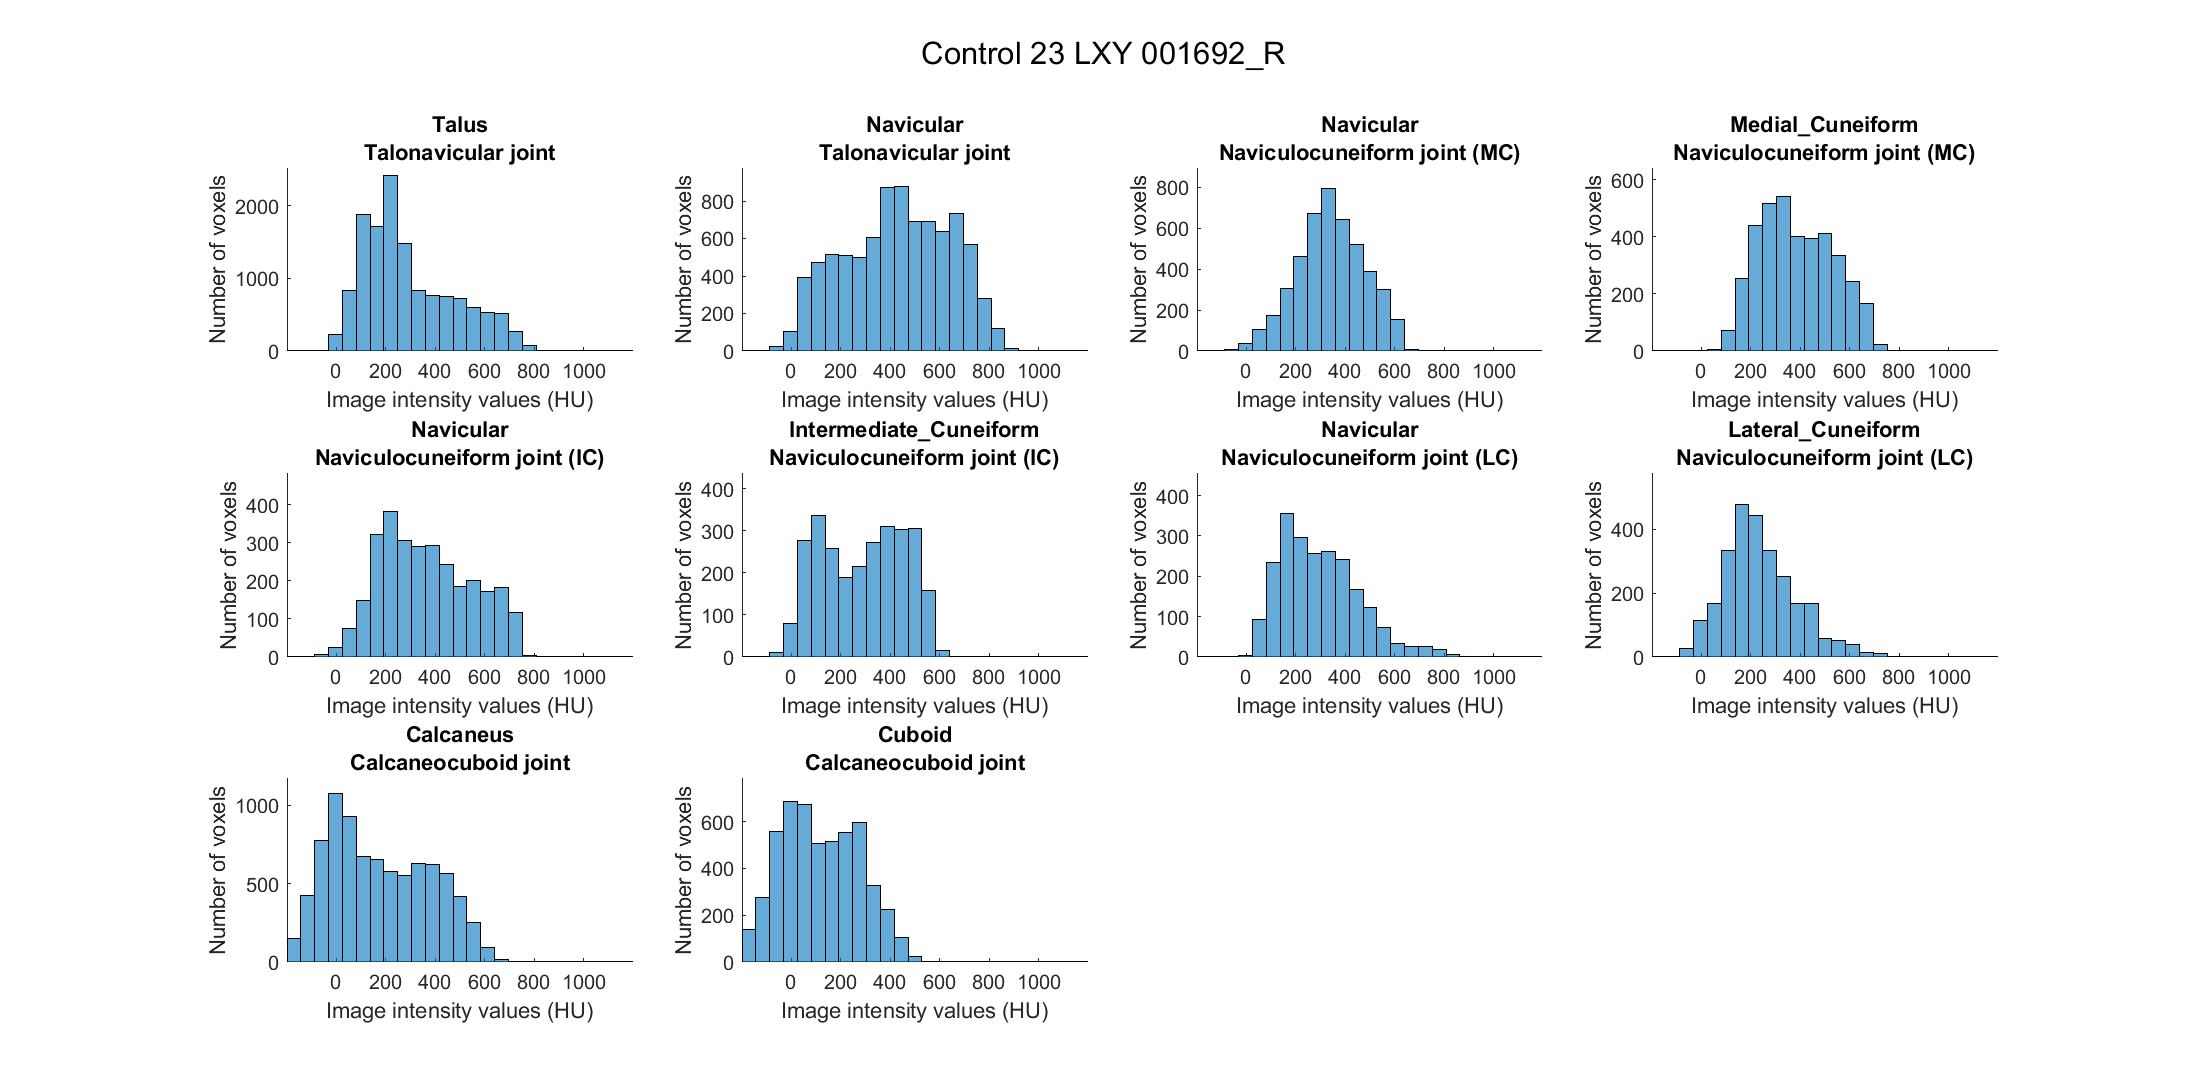 Control 23 LXY 001692_R
Talus
Talonavicular joint
Number of voxels
2000
1000
0
0 200 400 600 800 1000
Image intensity values (HU)
Navicular
Talonavicular joint
Number of voxels
800
600
400
200
0
0 200 400 600 800 1000
Image intensity values (HU)
Navicular
Naviculocuneiform joint (MC)
Number of voxels
800
600
400
200
0
0 200 400 600 800 1000
Image intensity values (HU)
Medial_Cuneiform
Naviculocuneiform joint (MC)
Number of voxels
600
400
200
0
0 200 400 600 800 1000
Image intensity values (HU)
Navicular
Naviculocuneiform joint (IC)
Number of voxels
400
300
200
100
0
0 200 400 600 800 1000
Image intensity values (HU)
Intermediate_Cuneiform
Naviculocuneiform joint (IC)
Number of voxels
400
300
200
100
0
0 200 400 600 800 1000
Image intensity values (HU)
Navicular
Naviculocuneiform joint (LC)
Number of voxels
400
300
200
100
0
0 200 400 600 800 1000
Image intensity values (HU)
Lateral_Cuneiform
Naviculocuneiform joint (LC)
Number of voxels
400
200
0
0 200 400 600 800 1000
Image intensity values (HU)
Calcaneus
Calcaneocuboid joint
Number of voxels
1000
500
0
0 200 400 600 800 1000
Image intensity values (HU)
Cuboid
Calcaneocuboid joint
Number of voxels
600
400
200
0
0 200 400 600 800 1000
Image intensity values (HU)